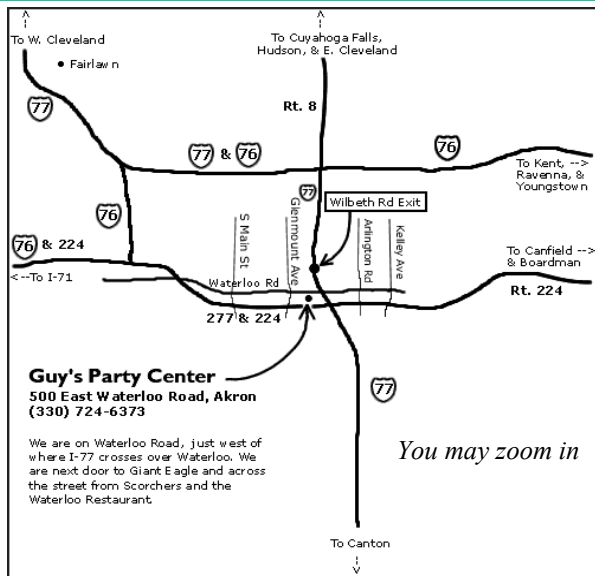 To W. Cleveland
Fairlawn
To Cuyahoga Falls,
Hudson, & E. Cleveland
77
Rt. 8
77 & 76
76
To Kent, -->
Ravenna, &
Youngstown
76
77
Wilbeth Rd Exit
S Main St
Glenmount Ave
Arlington Rd
Kelley Ave
76 & 224
<--To I-71
Waterloo Rd
To Canfield -->
& Boardman
Rt. 224
277 & 224
Guy's Party Center
500 East Waterloo Road, Akron
(330) 724-6373
77
We are on Waterloo Road, just west of
where I-77 crosses over Waterloo. We
are next door to Giant Eagle and across
the street from Scorchers and the
Waterloo Restaurant.
You may zoom in
To Canton